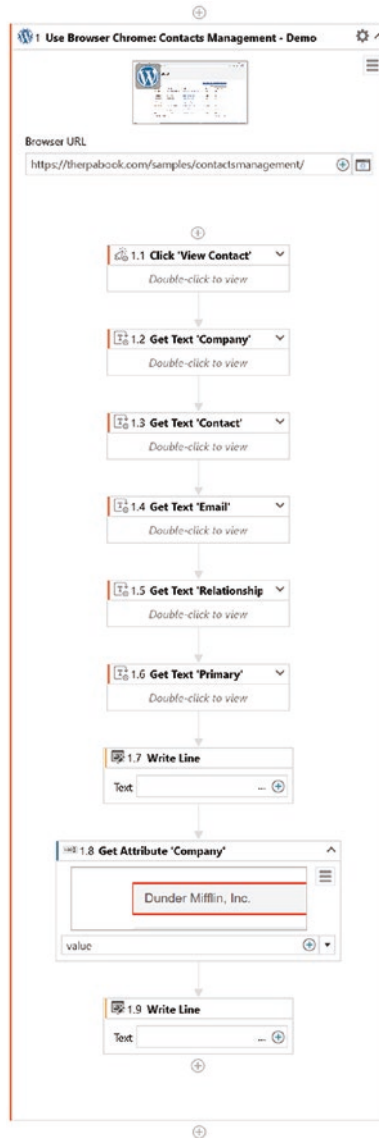 1 Use Browser Chrome: Contacts Management - Demo
Browser URL
https://therpabook.com/samples/contactsmanagement/
1.1 Click 'View Contact'
Double-click to view
1.2 Get Text 'Company'
Double-click to view
1.3 Get Text 'Contact'
Double-click to view
1.4 Get Text 'Email'
Double-click to view
1.5 Get Text 'Relationship
Double-click to view
1.6 Get Text 'Primary'
Double-click to view
1.7 Write Line
Text ...
1.8 Get Attribute 'Company'
Dunder Mifflin, Inc.
value
1.9 Write Line
Text ...